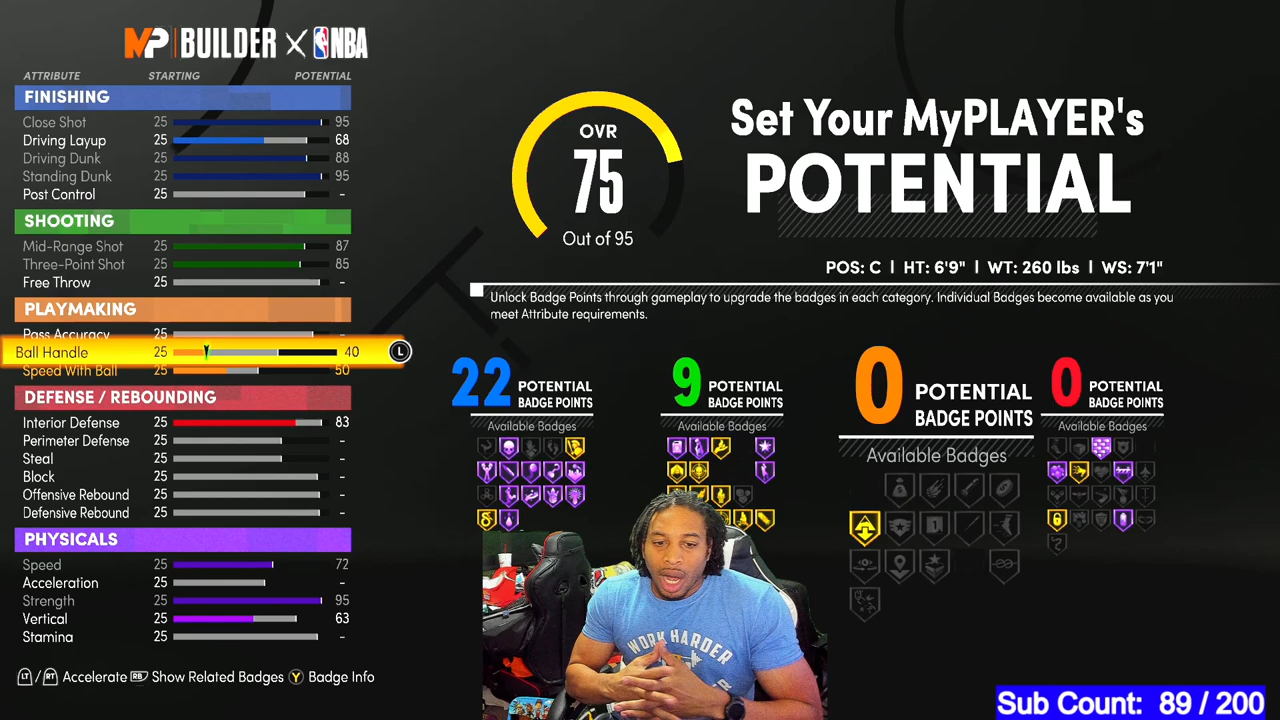 MP | BUILDER X NBA
ATTRIBUTE STARTING POTENTIAL
FINISHING
Close Shot 25 95
Driving Layup 25 68
Driving Dunk 25 88
Standing Dunk 25 95
Post Control 25 -
SHOOTING
Mid-Range Shot 25 87
Three-Point Shot 25 85
Free Throw 25 -
PLAYMAKING
Pass Accuracy 25 -
Ball Handle 25 40 L
Speed With Ball 25 50
DEFENSE / REBOUNDING
Interior Defense 25 83
Perimeter Defense 25 -
Steal 25 -
Block 25 -
Offensive Rebound 25 -
Defensive Rebound 25 -
PHYSICALS
Speed 25 72
Acceleration 25 -
Strength 25 95
Vertical 25 63
Stamina 25 -
LT / RT Accelerate RB Show Related Badges Y Badge Info
OVR
75
Out of 95
Set Your MyPLAYER's
POTENTIAL
POS: C | HT: 6'9" | WT: 260 lbs | WS: 7'1"
Unlock Badge Points through gameplay to upgrade the badges in each category. Individual Badges become available as you
meet Attribute requirements.
22 POTENTIAL BADGE POINTS
Available Badges
9 POTENTIAL BADGE POINTS
Available Badges
0 POTENTIAL BADGE POINTS
Available Badges
0 POTENTIAL BADGE POINTS
Available Badges
WORK HARDER
Sub Count: 89 / 200